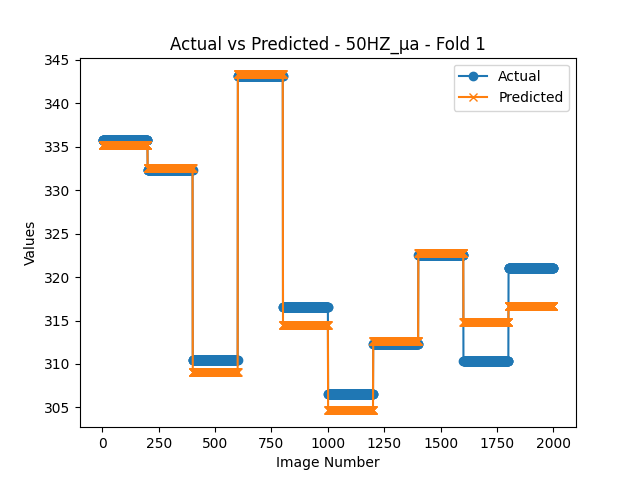 Actual vs Predicted - 50HZ_μa - Fold 1
Actual
Predicted
Values
345
340
335
330
325
320
315
310
305
0 250 500 750 1000 1250 1500 1750 2000
Image Number